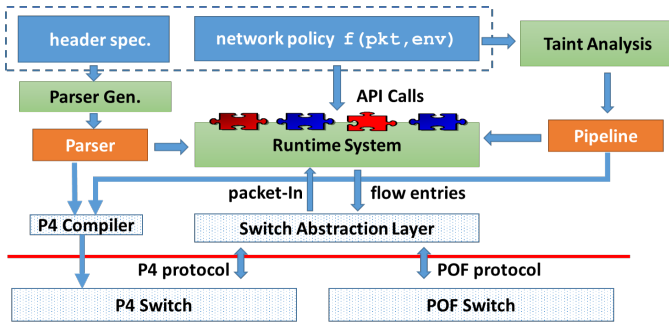 header spec.
network policy f(pkt,env)
Taint Analysis
Parser Gen.
API Calls
Parser
Runtime System
Pipeline
packet-In
flow entries
P4 Compiler
Switch Abstraction Layer
P4 protocol
POF protocol
P4 Switch
POF Switch